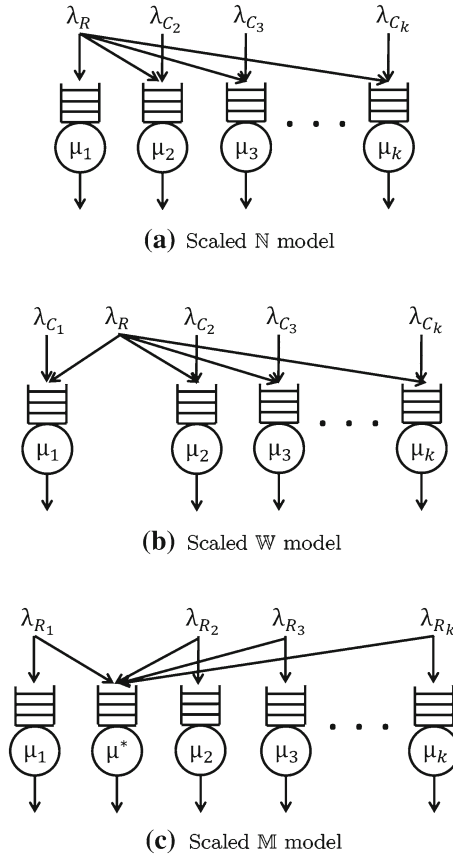 λ_R λ_{C_2} λ_{C_3} λ_{C_k}
μ_1 μ_2 μ_3 . . . μ_k
(a) Scaled ℕ model
λ_{C_1} λ_R λ_{C_2} λ_{C_3} λ_{C_k}
μ_1 μ_2 μ_3 . . . μ_k
(b) Scaled 𝕎 model
λ_{R_1} λ_{R_2} λ_{R_3} λ_{R_k}
μ_1 μ* μ_2 μ_3 . . . μ_k
(c) Scaled 𝕄 model